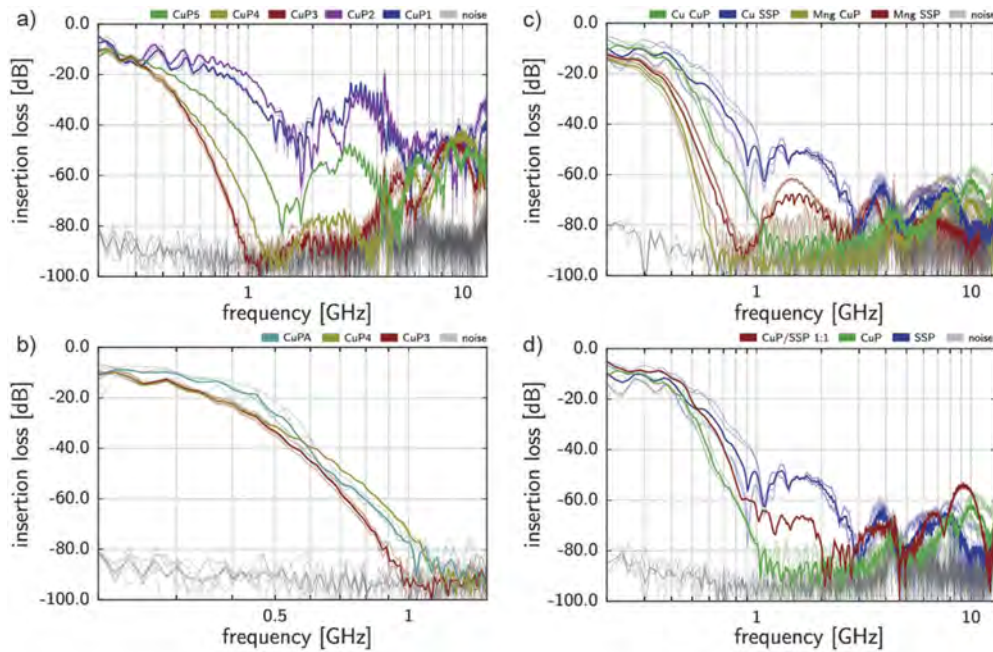 a)
CuP5 CuP4 CuP3 CuP2 CuP1 noise
0.0
-20.0
-40.0
-60.0
-80.0
-100.0
insertion loss [dB]
1 10
frequency [GHz]
c)
Cu CuP Cu SSP Mng CuP Mng SSP noise
0.0
-20.0
-40.0
-60.0
-80.0
-100.0
insertion loss [dB]
1 10
frequency [GHz]
b)
CuPA CuP4 CuP3 noise
0.0
-20.0
-40.0
-60.0
-80.0
-100.0
insertion loss [dB]
0.5 1
frequency [GHz]
d)
CuP/SSP 1:1 CuP SSP noise
0.0
-20.0
-40.0
-60.0
-80.0
-100.0
insertion loss [dB]
1 10
frequency [GHz]